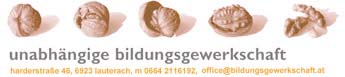 unabhängige bildungsgewerkschaft
harderstraße 46, 6923 lauterach, m 0664 2116192, office@bildungsgewerkschaft.at